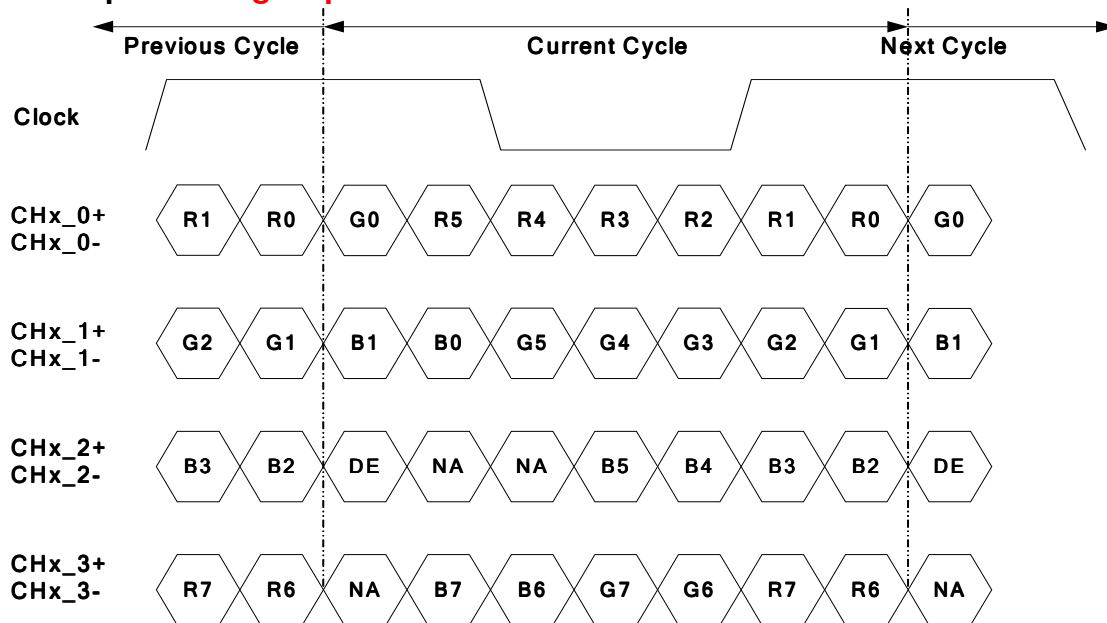 Previous Cycle Current Cycle Next Cycle
Clock
CHx_0+
CHx_0-
R1 R0 G0 R5 R4 R3 R2 R1 R0 G0
CHx_1+
CHx_1-
G2 G1 B1 B0 G5 G4 G3 G2 G1 B1
CHx_2+
CHx_2-
B3 B2 DE NA NA B5 B4 B3 B2 DE
CHx_3+
CHx_3-
R7 R6 NA B7 B6 G7 G6 R7 R6 NA